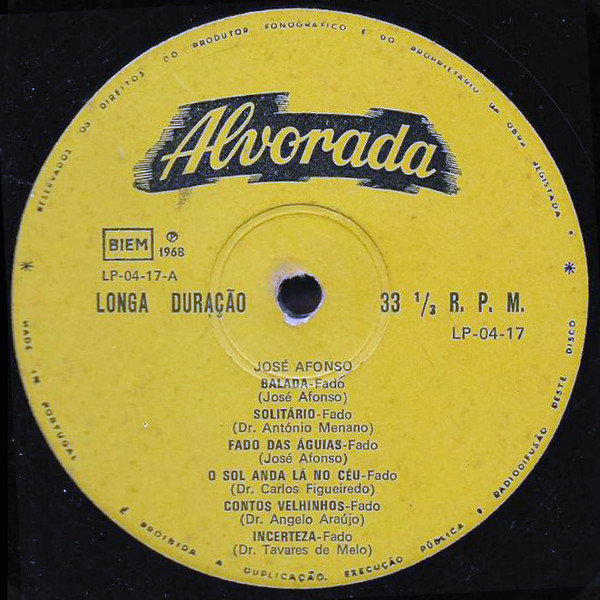 RESERVADOS OS DIREITOS DO PRODUTOR FONOGRAFICO E DO PROPRIETARIO DA OBRA REGISTADA
Alvorada
BIEM
Ⓟ
1968
LP-04-17-A
LONGA DURAÇÃO
33 1/3 R. P. M.
LP-04-17
JOSÉ AFONSO
BALADA-Fado
(José Afonso)
SOLITÁRIO-Fado
(Dr. António Menano)
FADO DAS ÁGUIAS-Fado
(José Afonso)
O SOL ANDA LÁ NO CÉU-Fado
(Dr. Carlos Figueiredo)
CONTOS VELHINHOS-Fado
(Dr. Angelo Araújo)
INCERTEZA-Fado
(Dr. Tavares de Melo)
MADE IN PORTUGAL
É PROIBIDA A DUPLICAÇÃO. EXECUÇÃO PÚBLICA E RADIODIFUSÃO DESTE DISCO